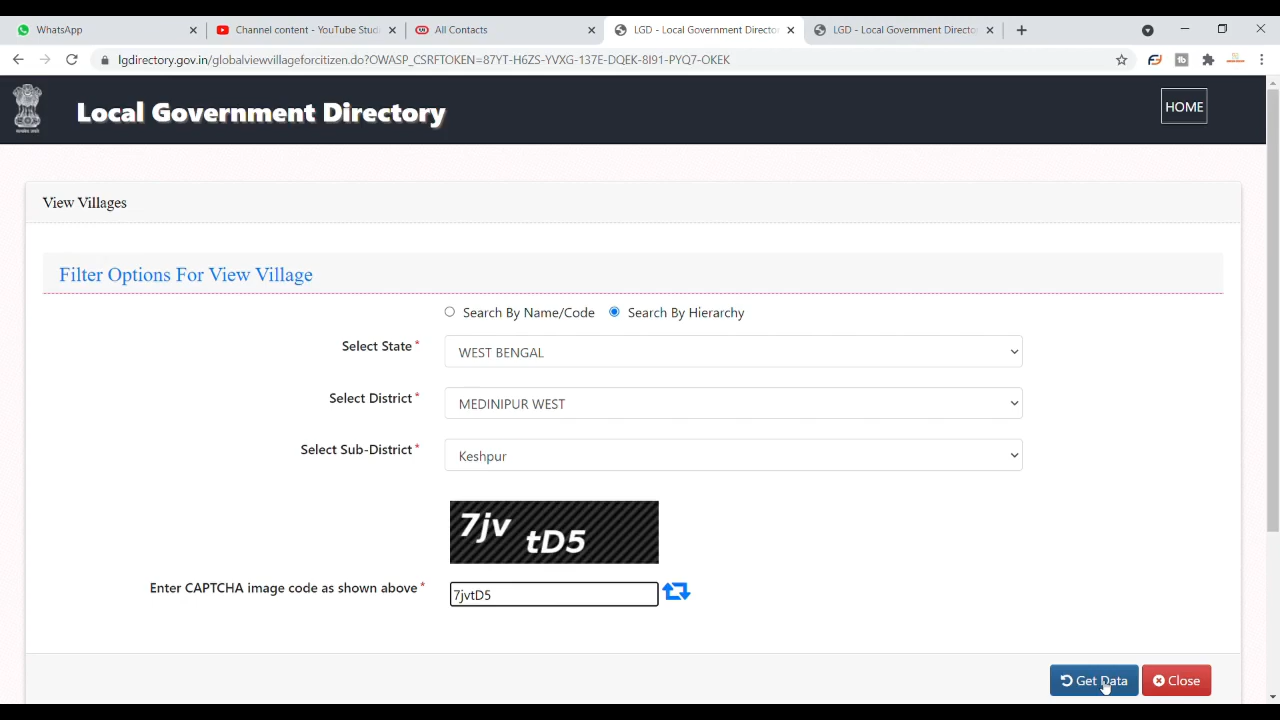 WhatsApp
Channel content - YouTube Studi
All Contacts
LGD - Local Government Director
LGD - Local Government Director
lgdirectory.gov.in/globalviewvillageforcitizen.do?OWASP_CSRFTOKEN=87YT-H6ZS-YVXG-137E-DQEK-8I91-PYQ7-OKEK
Local Government Directory
HOME
View Villages
Filter Options For View Village
Search By Name/Code Search By Hierarchy
Select State* WEST BENGAL
Select District* MEDINIPUR WEST
Select Sub-District* Keshpur
7jv tD5
Enter CAPTCHA image code as shown above* 7jvtD5
Get Data Close